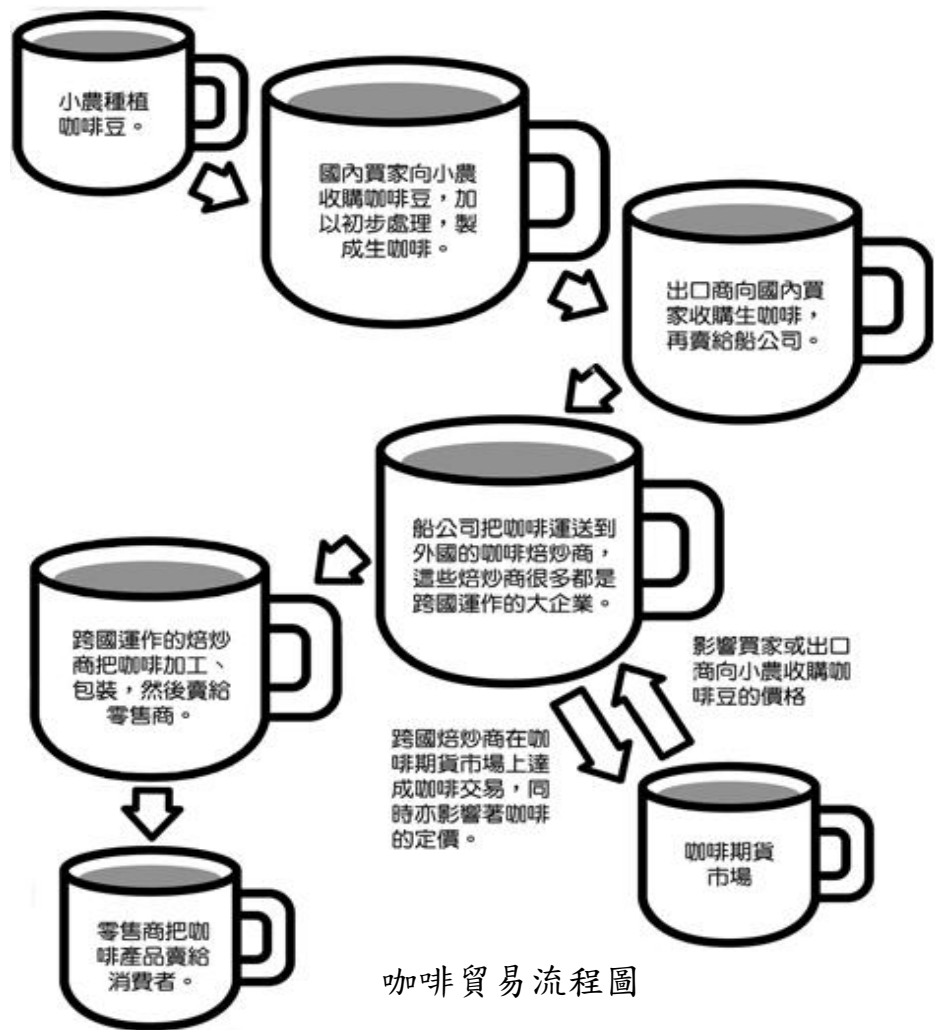 小農種植
咖啡豆。
國內買家向小農
收購咖啡豆，加
以初步處理，製
成生咖啡。
出口商向國內買
家收購生咖啡，
再賣給船公司。
船公司把咖啡運送到
外國的咖啡焙炒商，
這些焙炒商很多都是
跨國運作的大企業。
跨國運作的焙炒
商把咖啡加工、
包裝，然後賣給
零售商。
影響買家或出口
商向小農收購咖
啡豆的價格
跨國焙炒商在咖
啡期貨市場上達
成咖啡交易，同
時亦影響著咖啡
的定價。
咖啡期貨
市場
零售商把咖
啡產品賣給
消費者。
咖啡貿易流程圖